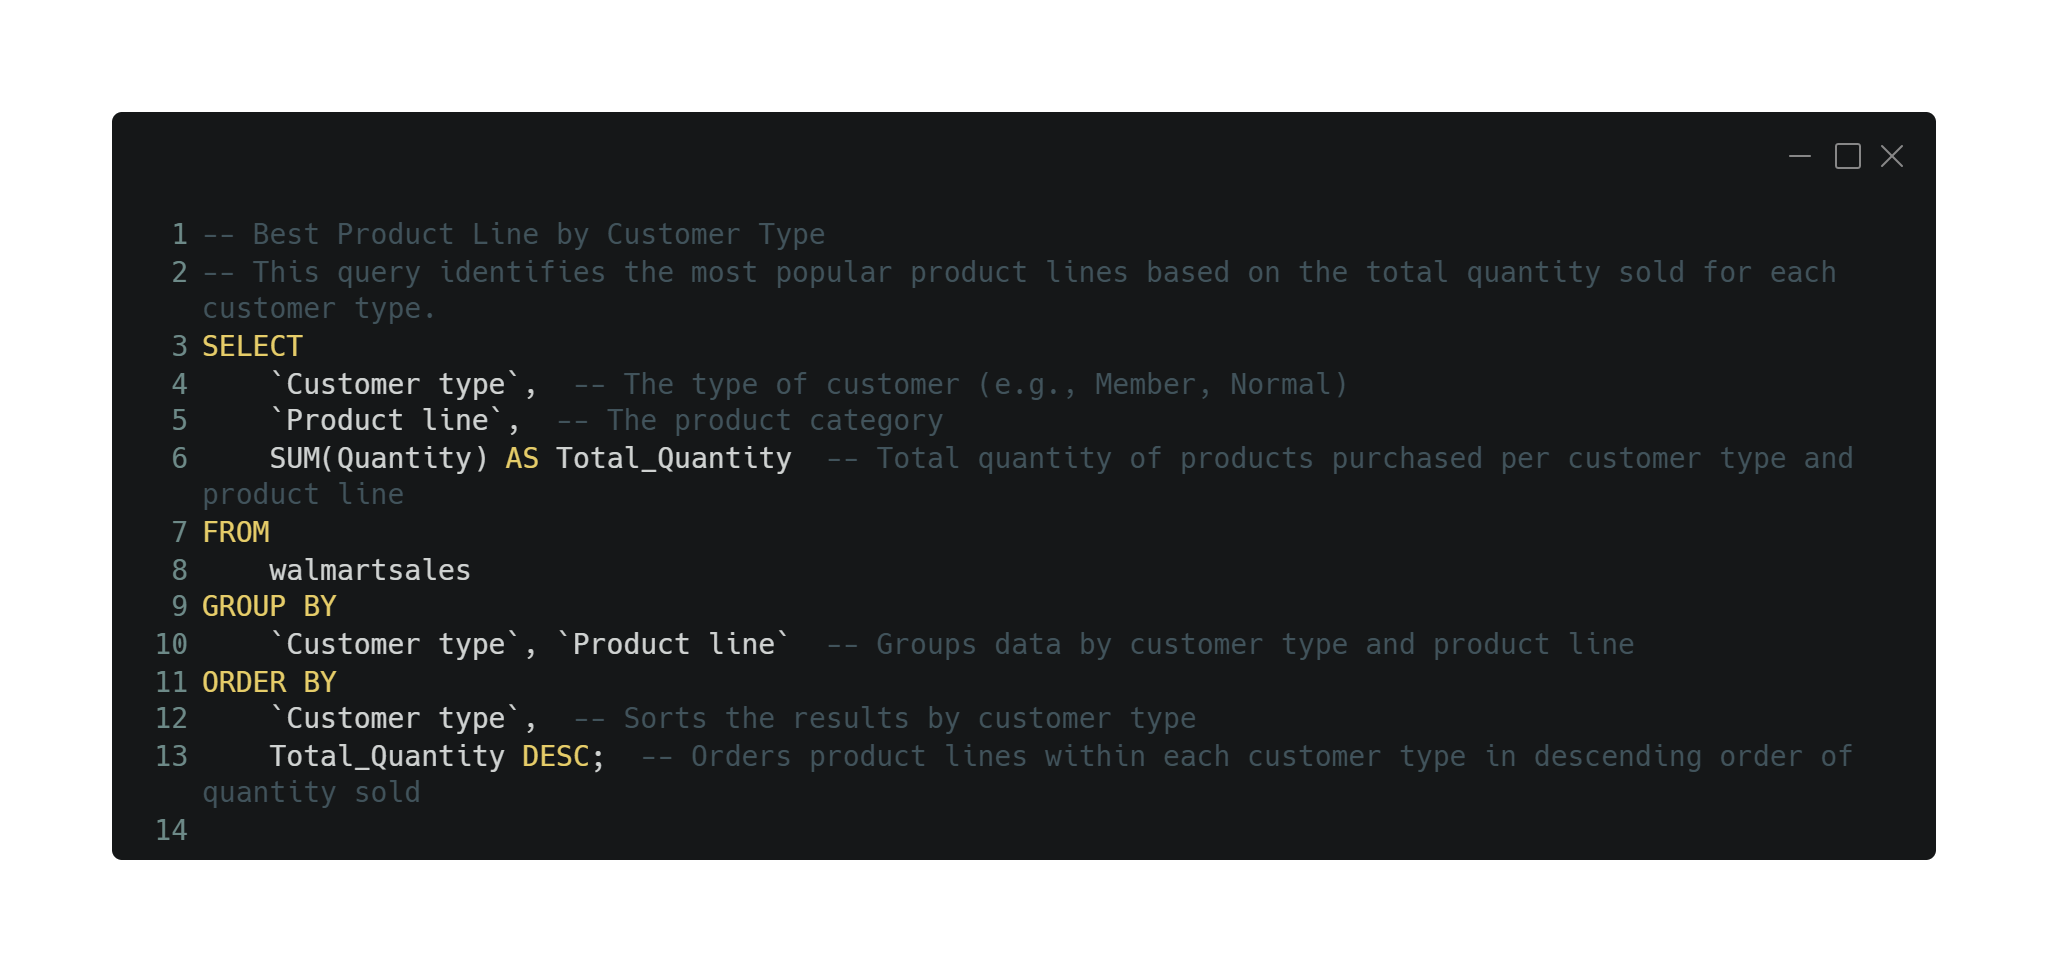 1 -- Best Product Line by Customer Type
2 -- This query identifies the most popular product lines based on the total quantity sold for each
customer type.
3 SELECT
4     `Customer type`,  -- The type of customer (e.g., Member, Normal)
5     `Product line`,  -- The product category
6     SUM(Quantity) AS Total_Quantity  -- Total quantity of products purchased per customer type and
product line
7 FROM
8     walmartsales
9 GROUP BY
10     `Customer type`, `Product line`  -- Groups data by customer type and product line
11 ORDER BY
12     `Customer type`,  -- Sorts the results by customer type
13     Total_Quantity DESC;  -- Orders product lines within each customer type in descending order of
quantity sold
14